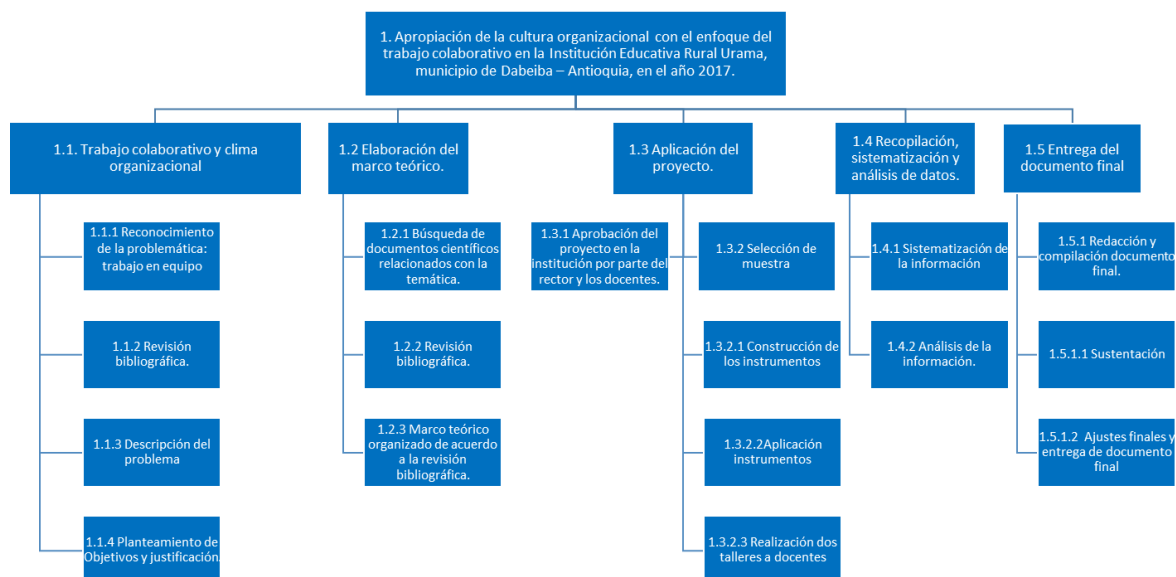 1. Apropiación de la cultura organizacional con el enfoque del
trabajo colaborativo en la Institución Educativa Rural Urama,
municipio de Dabeiba – Antioquia, en el año 2017.
1.1. Trabajo colaborativo y clima
organizacional
1.1.1 Reconocimiento
de la problemática:
trabajo en equipo
1.1.2 Revisión
bibliográfica.
1.1.3 Descripción del
problema
1.1.4 Planteamiento de
Objetivos y justificación.
1.2 Elaboración del
marco teórico.
1.2.1 Búsqueda de
documentos científicos
relacionados con la
temática.
1.2.2 Revisión
bibliográfica.
1.2.3 Marco teórico
organizado de acuerdo
a la revisión
bibliográfica.
1.3 Aplicación del
proyecto.
1.3.1 Aprobación del
proyecto en la
institución por parte del
rector y los docentes.
1.3.2 Selección de
muestra
1.3.2.1 Construcción de
los instrumentos
1.3.2.2Aplicación
instrumentos
1.3.2.3 Realización dos
talleres a docentes
1.4 Recopilación,
sistematización y
análisis de datos.
1.4.1 Sistematización de
la información
1.4.2 Análisis de la
información.
1.5 Entrega del
documento final
1.5.1 Redacción y
compilación documento
final.
1.5.1.1 Sustentación
1.5.1.2 Ajustes finales y
entrega de documento
final